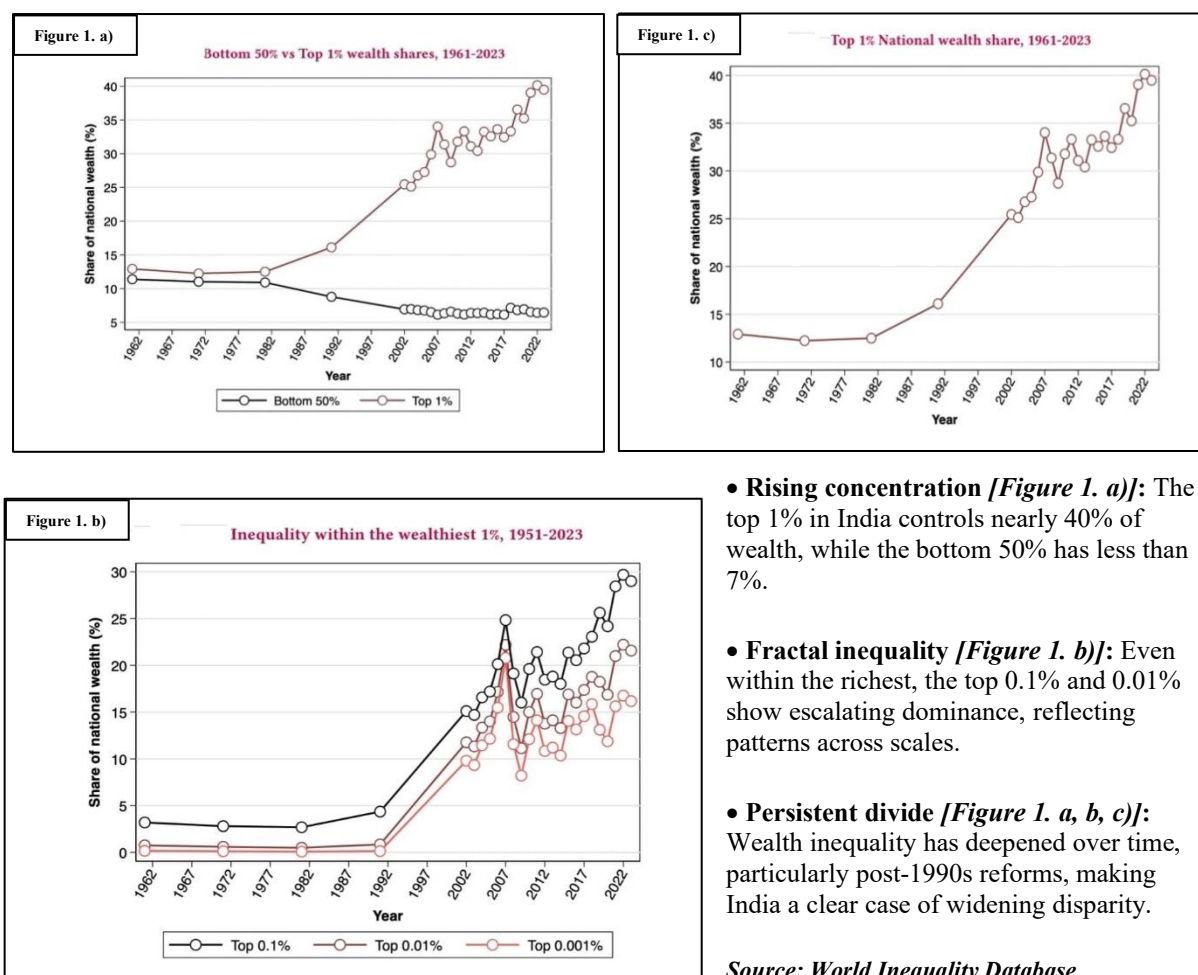 Figure 1. a)
Bottom 50% vs Top 1% wealth shares, 1961-2023
Share of national wealth (%)
40
35
30
25
20
15
10
5
1962
1967
1972
1977
1982
1987
1992
1997
2002
2007
2012
2017
2022
Year
Bottom 50%
Top 1%
Figure 1. c)
Top 1% National wealth share, 1961-2023
Share of national wealth (%)
40
35
30
25
20
15
10
1962
1967
1972
1977
1982
1987
1992
1997
2002
2007
2012
2017
2022
Year
Figure 1. b)
Inequality within the wealthiest 1%, 1951-2023
Share of national wealth (%)
30
25
20
15
10
5
0
1962
1967
1972
1977
1982
1987
1992
1997
2002
2007
2012
2017
2022
Year
Top 0.1%
Top 0.01%
Top 0.001%
• Rising concentration [Figure 1. a)]: The
top 1% in India controls nearly 40% of
wealth, while the bottom 50% has less than
7%.
• Fractal inequality [Figure 1. b)]: Even
within the richest, the top 0.1% and 0.01%
show escalating dominance, reflecting
patterns across scales.
• Persistent divide [Figure 1. a, b, c)]:
Wealth inequality has deepened over time,
particularly post-1990s reforms, making
India a clear case of widening disparity.
Source: World Inequality Database